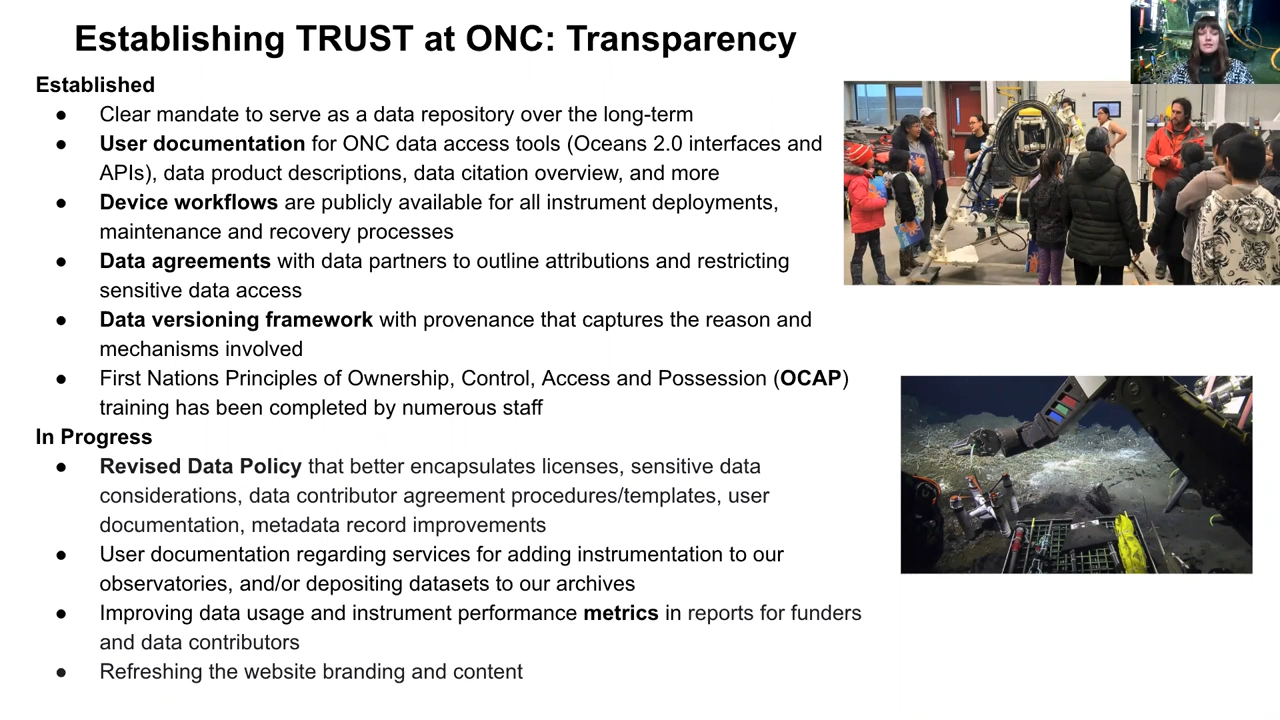 Establishing TRUST at ONC: Transparency
Established
● Clear mandate to serve as a data repository over the long-term
● User documentation for ONC data access tools (Oceans 2.0 interfaces and
APIs), data product descriptions, data citation overview, and more
● Device workflows are publicly available for all instrument deployments,
maintenance and recovery processes
● Data agreements with data partners to outline attributions and restricting
sensitive data access
● Data versioning framework with provenance that captures the reason and
mechanisms involved
● First Nations Principles of Ownership, Control, Access and Possession (OCAP)
training has been completed by numerous staff
In Progress
● Revised Data Policy that better encapsulates licenses, sensitive data
considerations, data contributor agreement procedures/templates, user
documentation, metadata record improvements
● User documentation regarding services for adding instrumentation to our
observatories, and/or depositing datasets to our archives
● Improving data usage and instrument performance metrics in reports for funders
and data contributors
● Refreshing the website branding and content